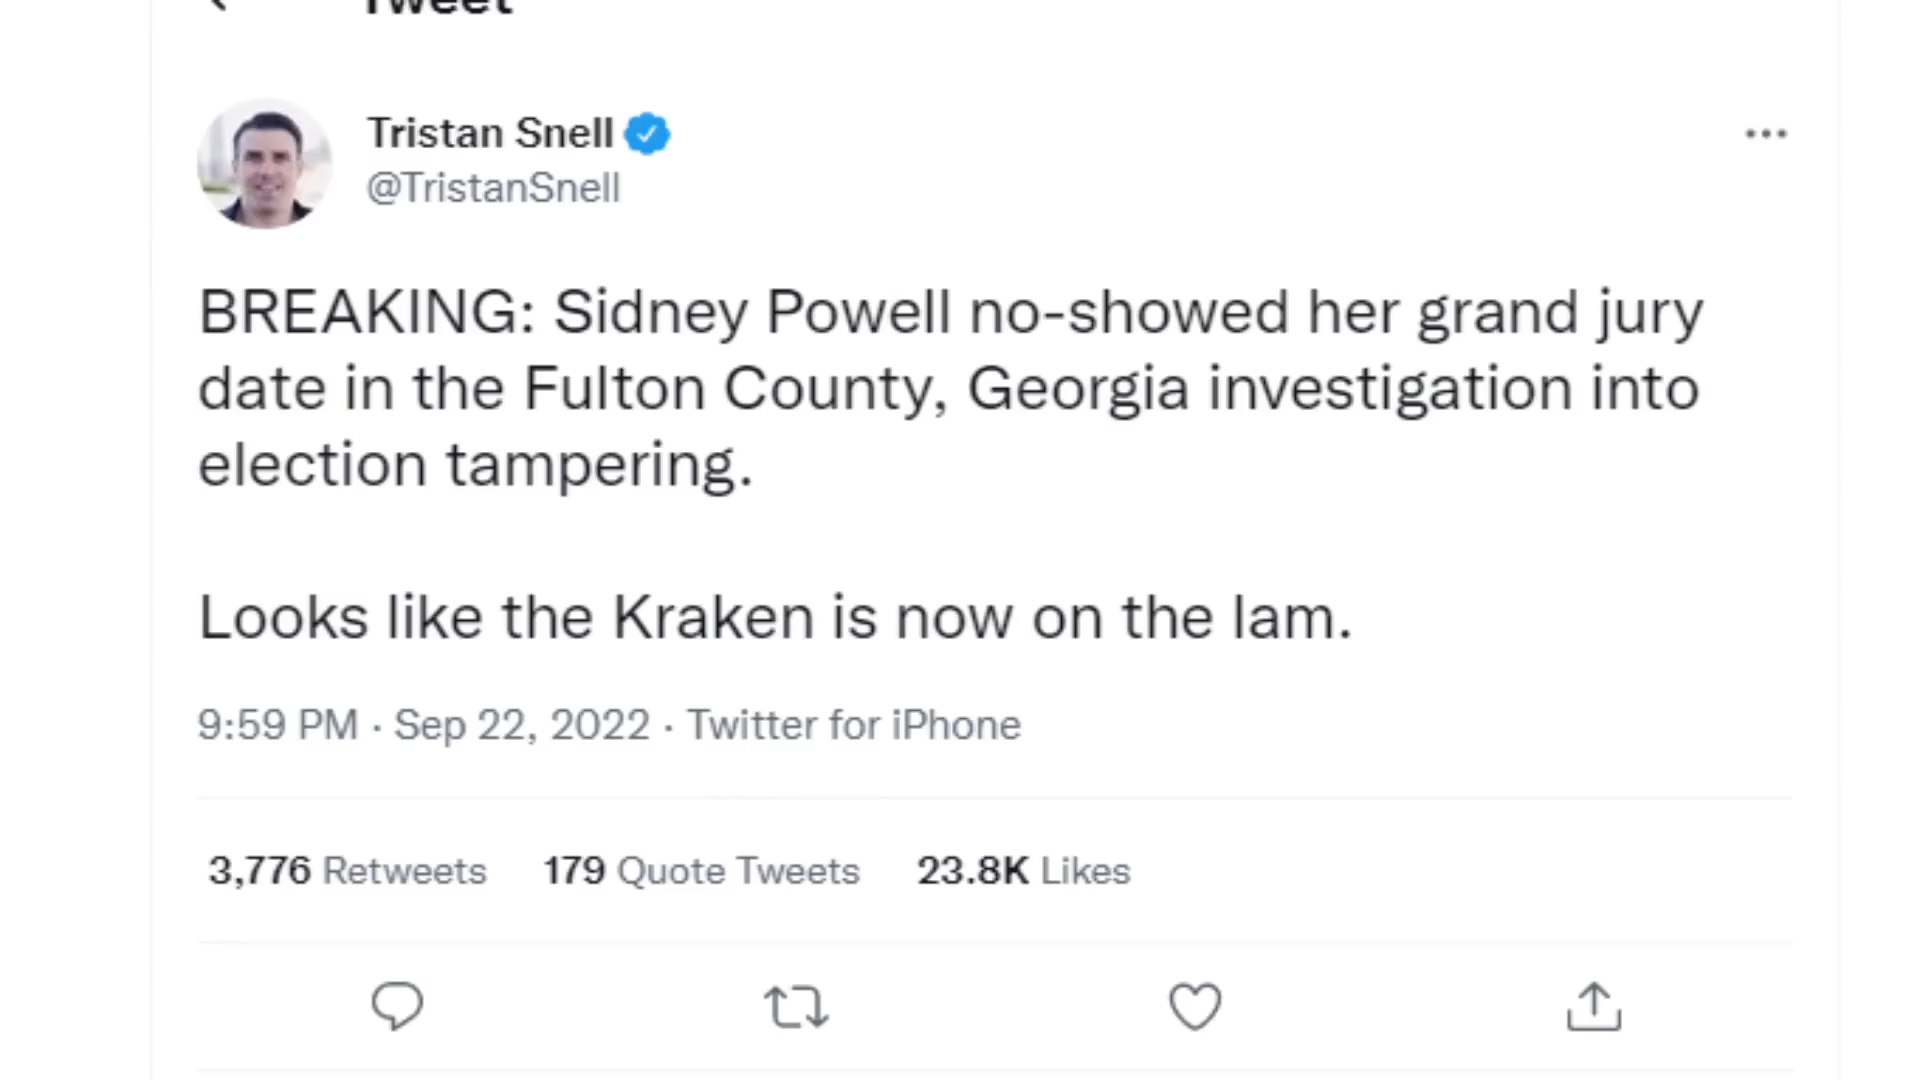 Tweet
Tristan Snell
@TristanSnell
BREAKING: Sidney Powell no-showed her grand jury
date in the Fulton County, Georgia investigation into
election tampering.
Looks like the Kraken is now on the lam.
9:59 PM · Sep 22, 2022 · Twitter for iPhone
3,776 Retweets 179 Quote Tweets 23.8K Likes